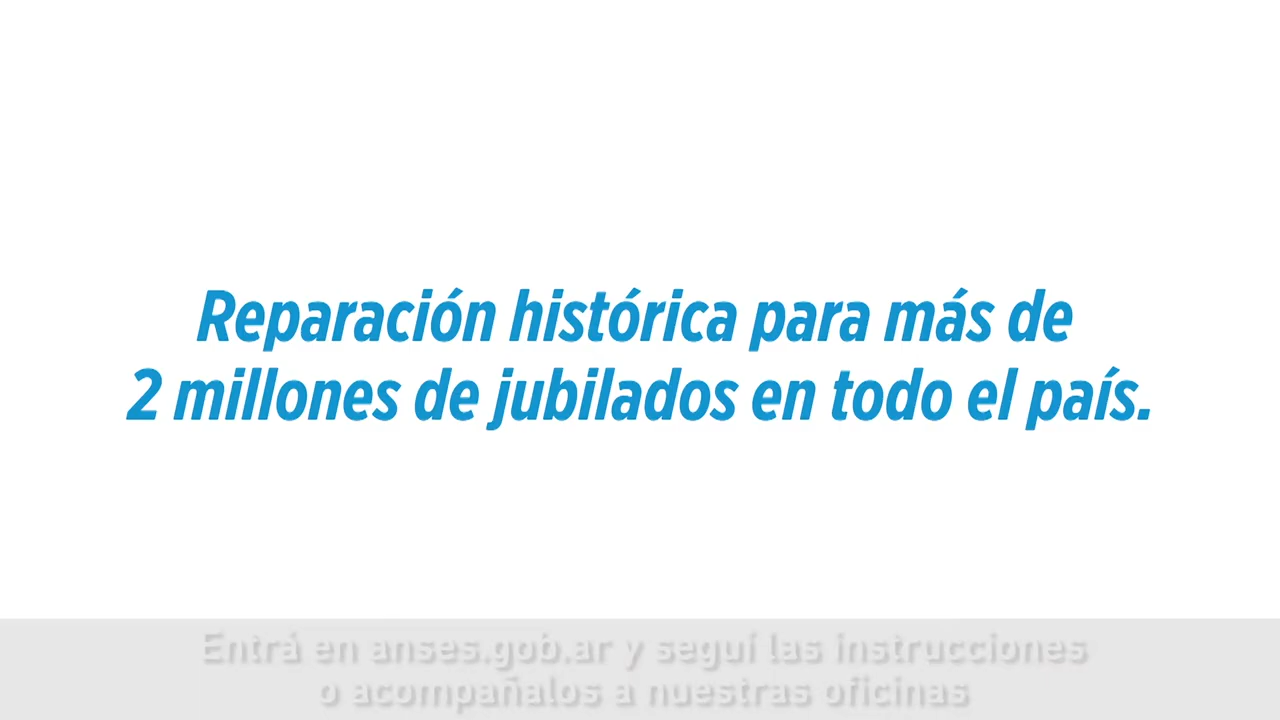 Reparación histórica para más de
2 millones de jubilados en todo el país.
Entrá en anses.gob.ar y seguí las instrucciones
o acompañalos a nuestras oficinas